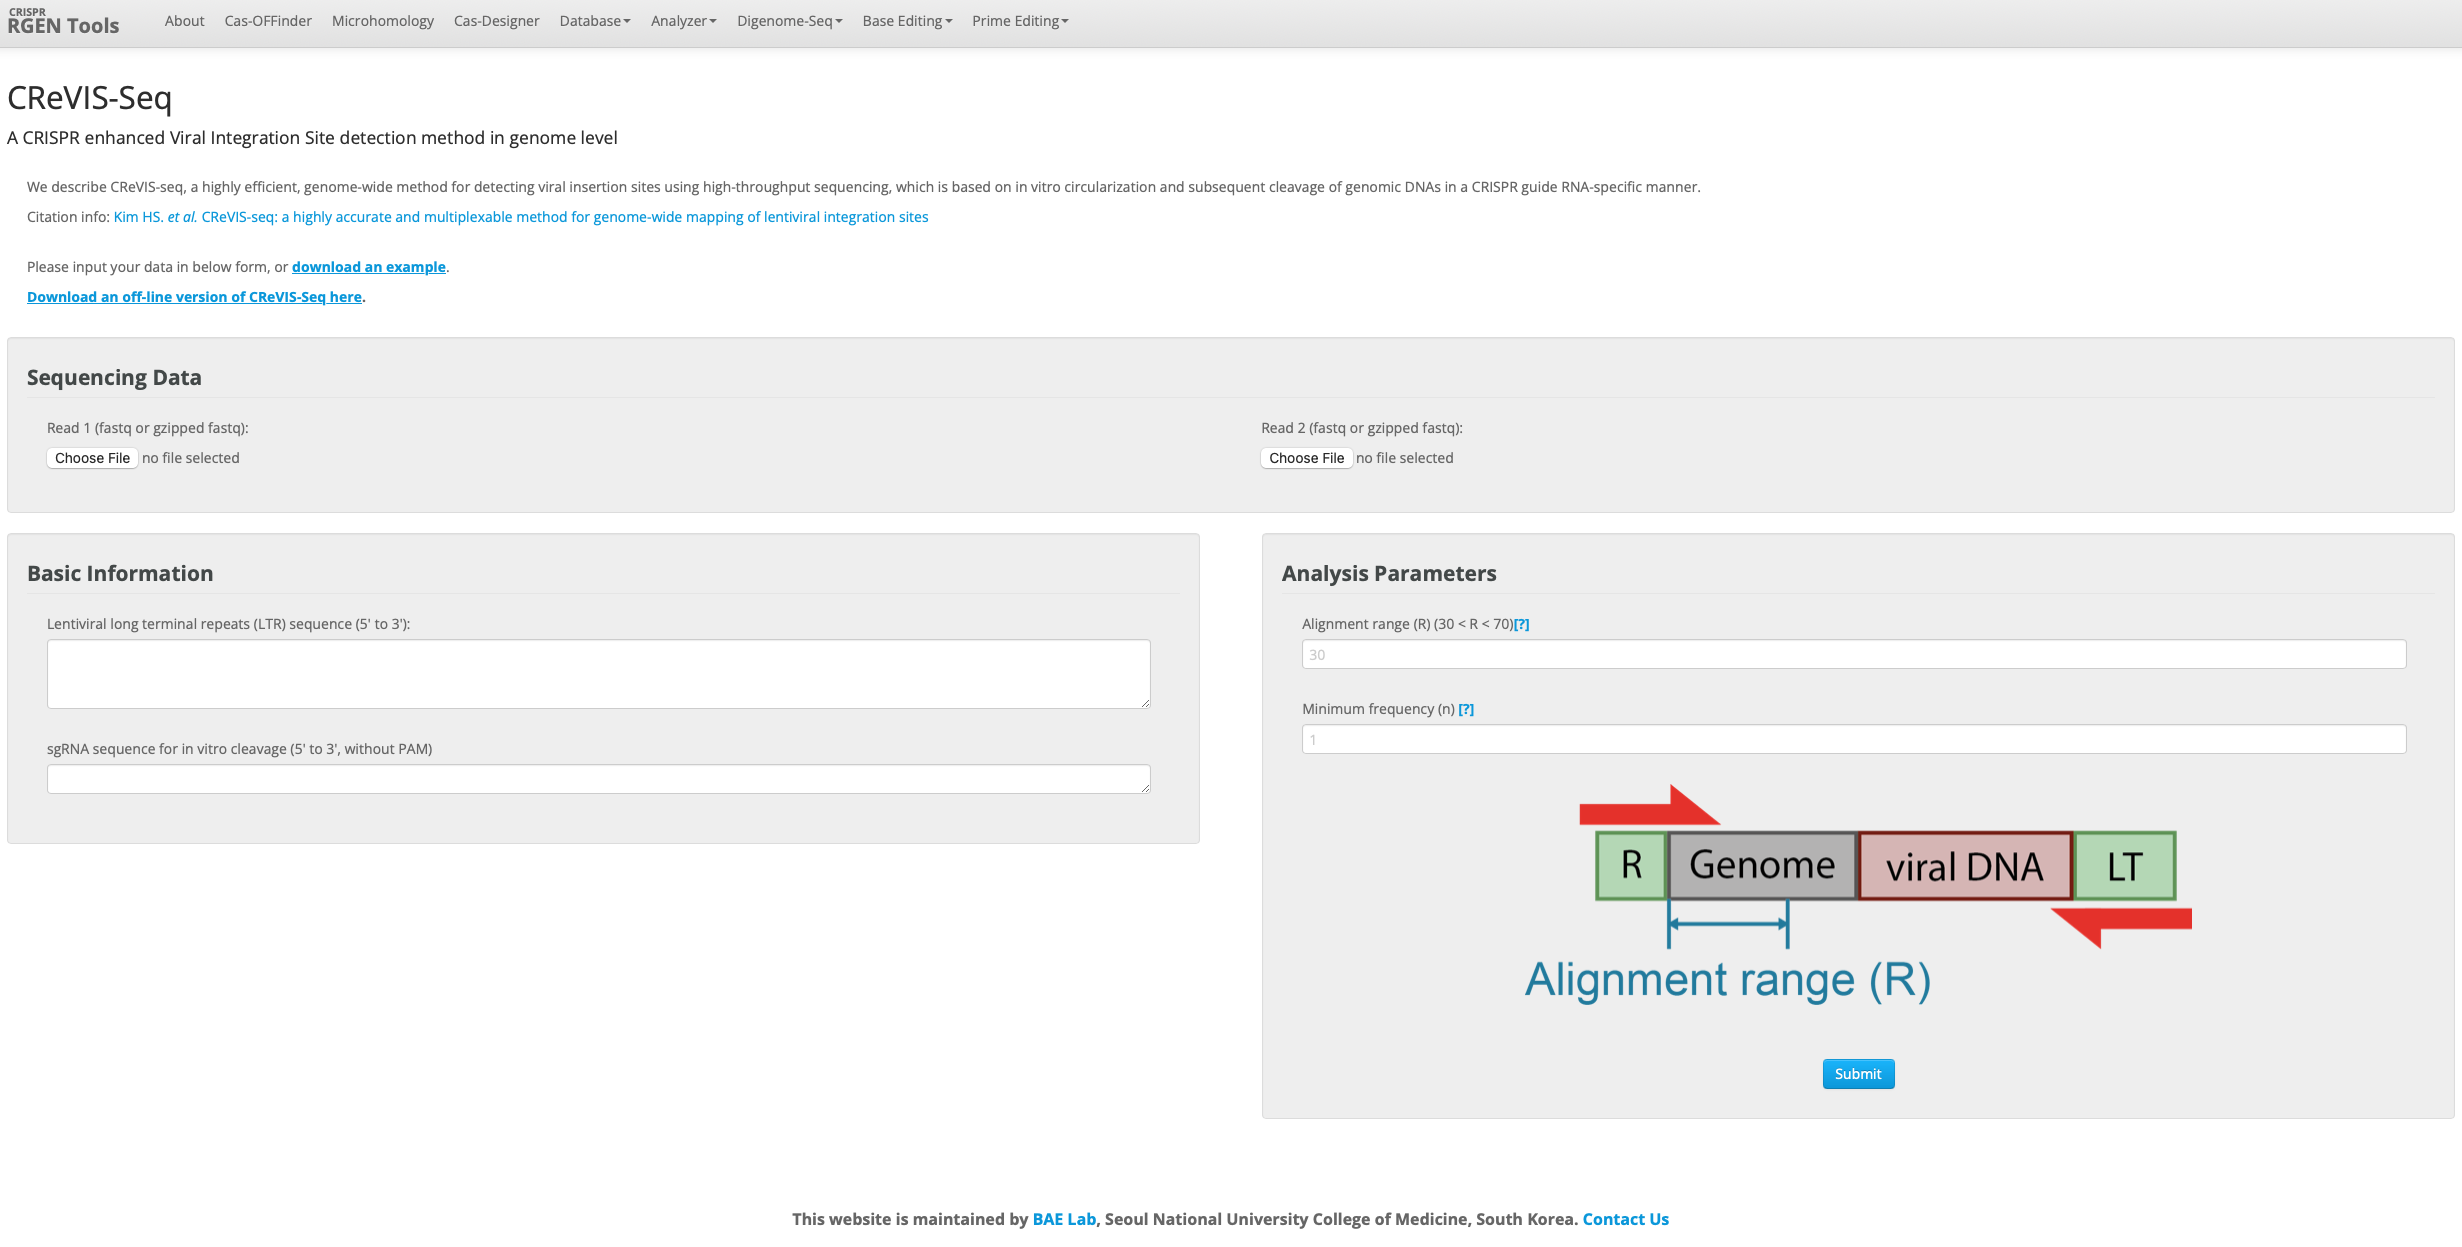 CRISPR
RGEN Tools
About Cas-OFFinder Microhomology Cas-Designer Database Analyzer Digenome-Seq Base Editing Prime Editing
CReVIS-Seq
A CRISPR enhanced Viral Integration Site detection method in genome level
We describe CReVIS-seq, a highly efficient, genome-wide method for detecting viral insertion sites using high-throughput sequencing, which is based on in vitro circularization and subsequent cleavage of genomic DNAs in a CRISPR guide RNA-specific manner.
Citation info: Kim HS. et al. CReVIS-seq: a highly accurate and multiplexable method for genome-wide mapping of lentiviral integration sites
Please input your data in below form, or download an example.
Download an off-line version of CReVIS-Seq here.
Sequencing Data
Read 1 (fastq or gzipped fastq):
Choose File no file selected
Read 2 (fastq or gzipped fastq):
Choose File no file selected
Basic Information
Lentiviral long terminal repeats (LTR) sequence (5' to 3'):
sgRNA sequence for in vitro cleavage (5' to 3', without PAM)
Analysis Parameters
Alignment range (R) (30 < R < 70)[?]
30
Minimum frequency (n) [?]
1
R Genome viral DNA LT
Alignment range (R)
Submit
This website is maintained by BAE Lab, Seoul National University College of Medicine, South Korea. Contact Us